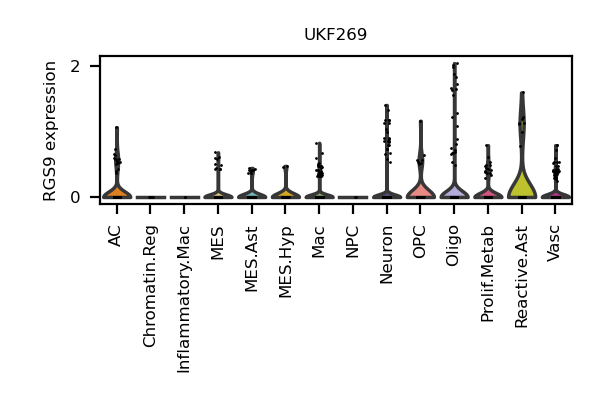 UKF269
RGS9 expression
2
0
AC
Chromatin.Reg
Inflammatory.Mac
MES
MES.Ast
MES.Hyp
Mac
NPC
Neuron
OPC
Oligo
Prolif.Metab
Reactive.Ast
Vasc